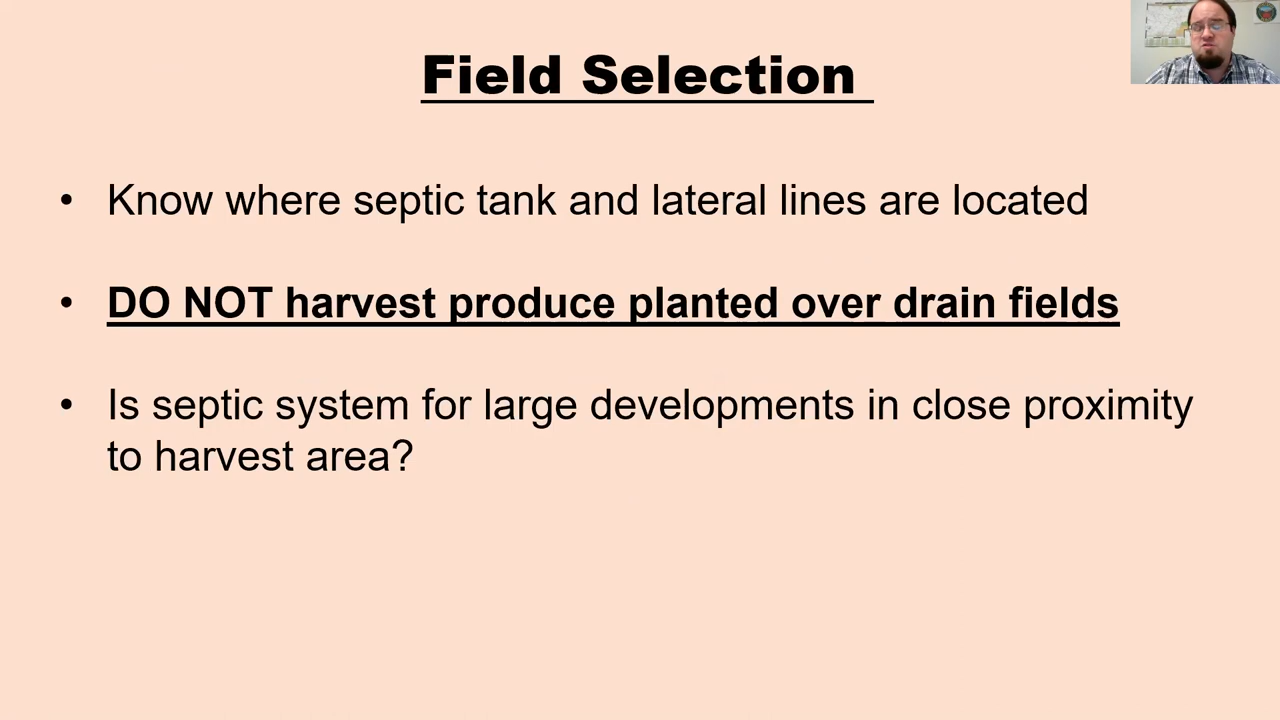 Field Selection
• Know where septic tank and lateral lines are located
• DO NOT harvest produce planted over drain fields
• Is septic system for large developments in close proximity
to harvest area?